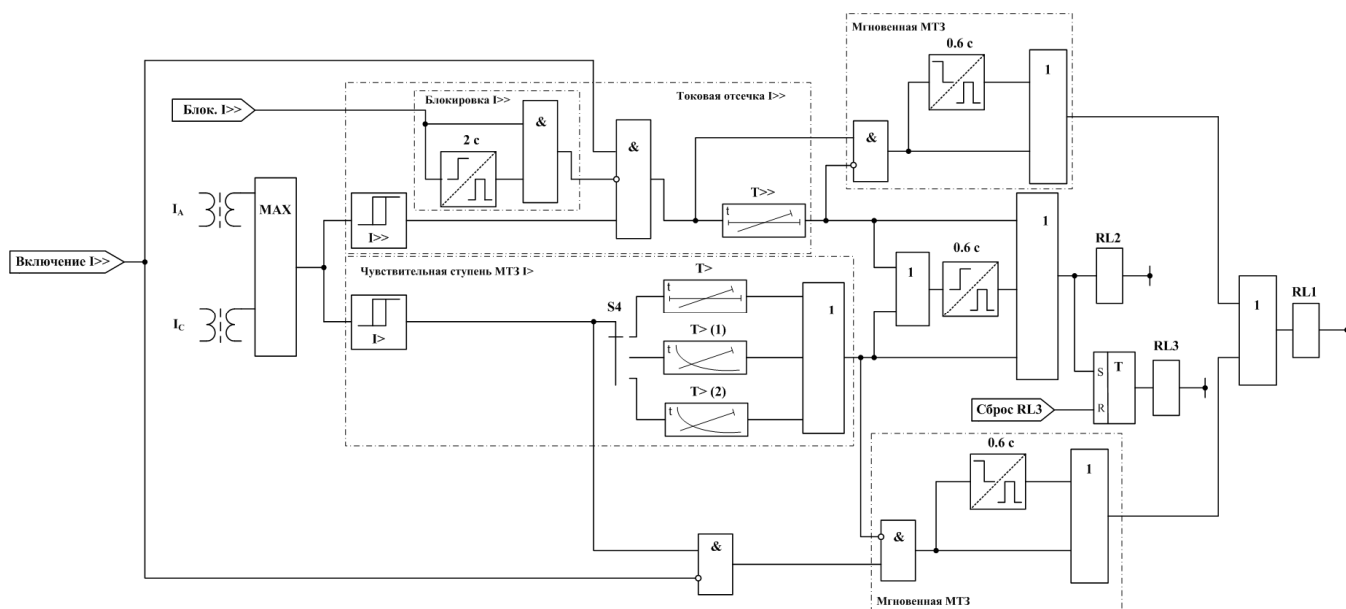 Мгновенная МТЗ
0.6 с
1
Токовая отсечка I>>
Блокировка I>>
Блок. I>>
&
2 с
&
&
T>>
t
I_A
MAX
I>>
1
RL2
0.6 с
1
Включение I>>
Чувствительная ступень МТЗ I>
T>
t
S4
1
1
RL1
I_C
I>
T> (1)
t
RL3
S
T
T> (2)
t
Сброс RL3
R
0.6 с
1
&
&
Мгновенная МТЗ